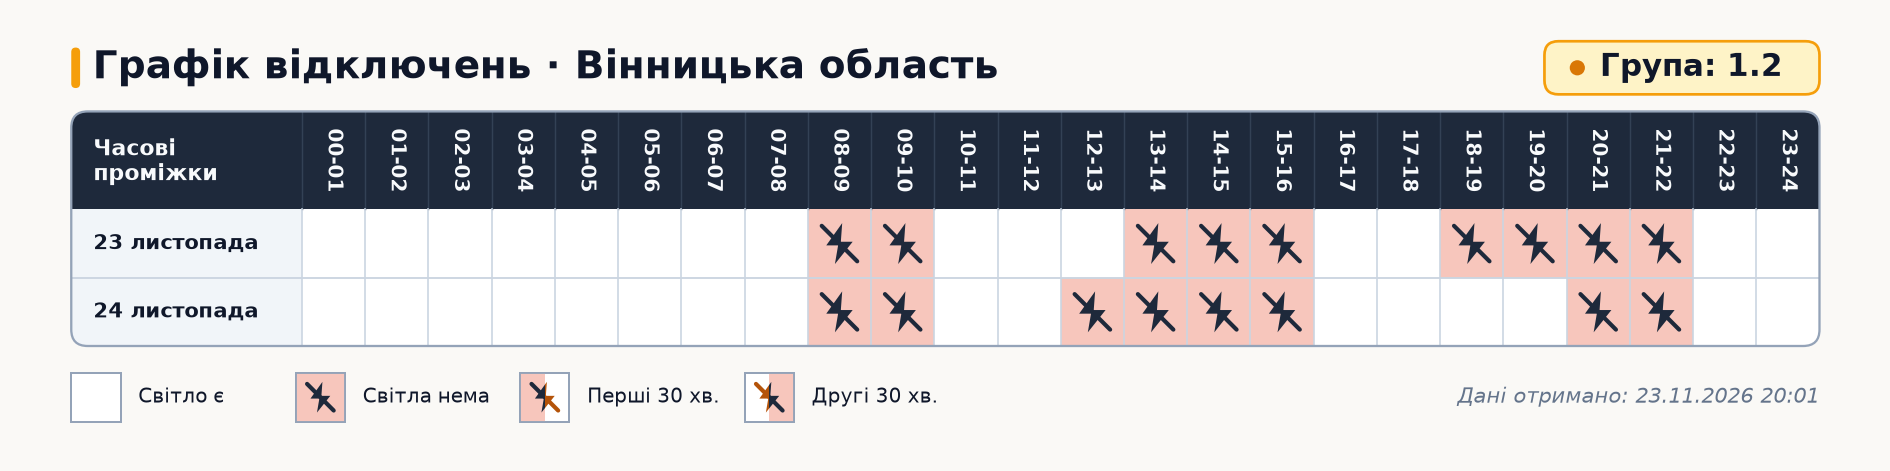 Графік відключень · Вінницька область
Група: 1.2
Часові
проміжки
00-01
01-02
02-03
03-04
04-05
05-06
06-07
07-08
08-09
09-10
10-11
11-12
12-13
13-14
14-15
15-16
16-17
17-18
18-19
19-20
20-21
21-22
22-23
23-24
23 листопада
24 листопада
Світло є
Світла нема
Перші 30 хв.
Другі 30 хв.
Дані отримано: 23.11.2026 20:01